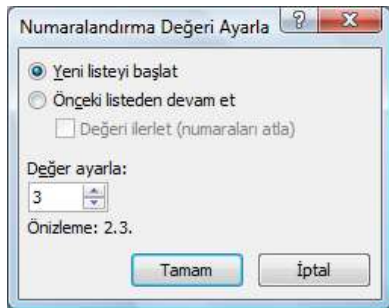 Numaralandırma Değeri Ayarla
Yeni listeyi başlat
Önceki listeden devam et
Değeri ilerlet (numaraları atla)
Değer ayarla:
3
Önizleme: 2.3.
Tamam İptal